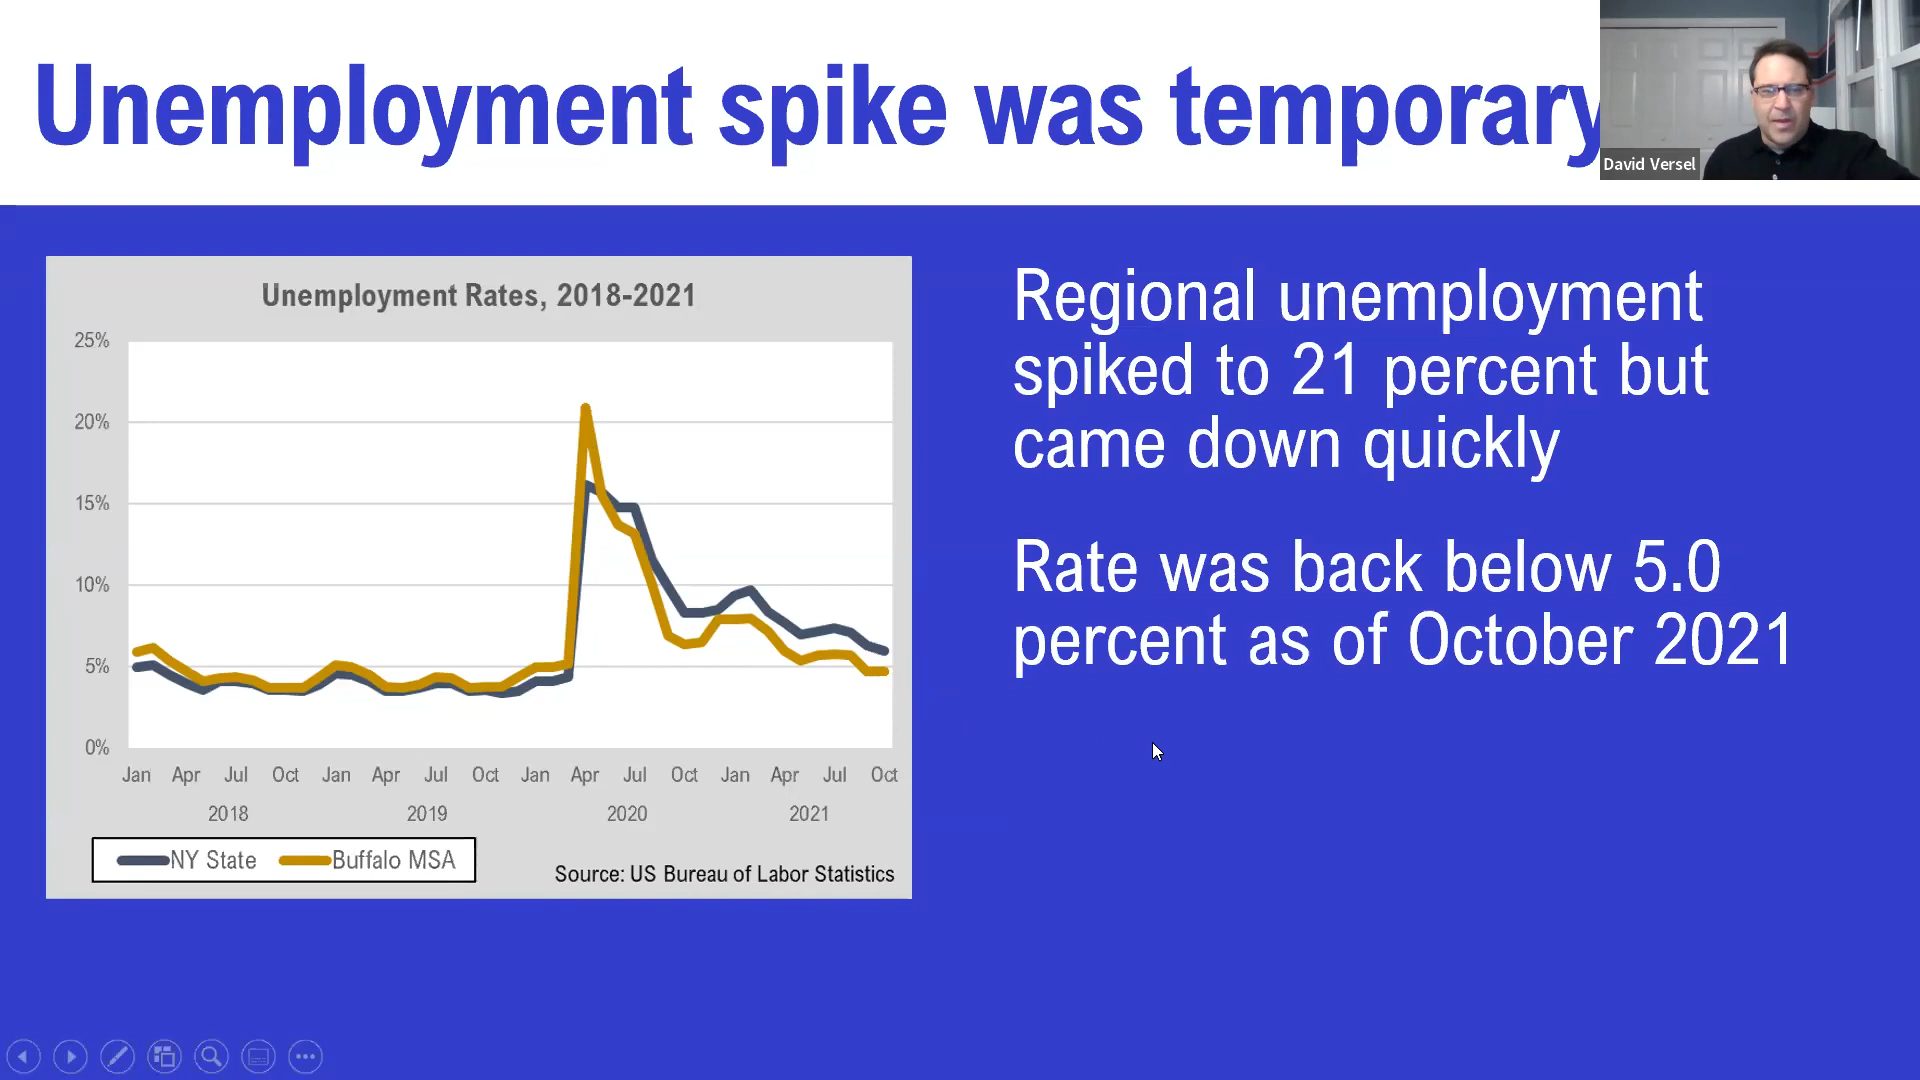 Unemployment spike was temporary
David Versel
Unemployment Rates, 2018-2021
25%
20%
15%
10%
5%
0%
Jan Apr Jul Oct Jan Apr Jul Oct Jan Apr Jul Oct Jan Apr Jul Oct
2018 2019 2020 2021
NY State Buffalo MSA
Source: US Bureau of Labor Statistics
Regional unemployment
spiked to 21 percent but
came down quickly
Rate was back below 5.0
percent as of October 2021